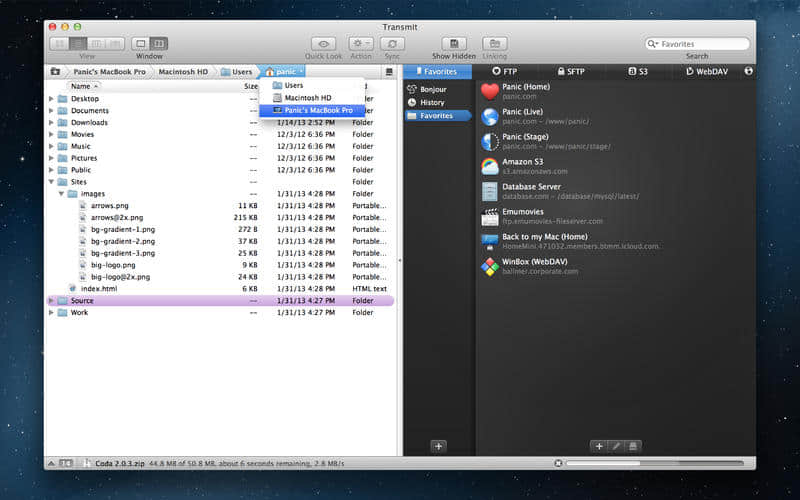 Transmit
View
Window
Quick Look
Action
Sync
Show Hidden
Unking
Favorites
Search
Panic's MacBook Pro
Macintosh HD
Users
panic
Favorites
FTP
SFTP
S3
WebDAV
Name
Size
Users
Macintosh HD
Panic's MacBook Pro
Desktop
Documents
Downloads -- 1/14/13 2:52 PM Folder
Movies -- 12/3/12 6:36 PM Folder
Music -- 12/3/12 6:36 PM Folder
Pictures -- 12/3/12 6:36 PM Folder
Public -- 12/3/12 6:36 PM Folder
Sites -- 1/31/13 4:28 PM Folder
images -- 1/31/13 4:28 PM Folder
arrows.png 11 KB 1/31/13 4:28 PM Portable...
arrows@2x.png 215 KB 1/31/13 4:28 PM Portable...
bg-gradient-1.png 272 B 1/31/13 4:28 PM Portable...
bg-gradient-2.png 37 KB 1/31/13 4:28 PM Portable...
bg-gradient-3.png 25 KB 1/31/13 4:28 PM Portable...
big-logo.png 9 KB 1/31/13 4:28 PM Portable...
big-logo@2x.png 24 KB 1/31/13 4:28 PM Portable...
index.html 6 KB 1/31/13 4:28 PM HTML text
Source -- 1/31/13 4:27 PM Folder
Work -- 1/31/13 4:27 PM Folder
Bonjour
History
Favorites
Panic (Home)
panic.com
Panic (Live)
panic.com - /www/panic/
Panic (Stage)
panic.com - /www/panic/stage/
Amazon S3
s3.amazonaws.com
Database Server
database.com - /database/mysql/latest/
Emumovies
ftp.emumovies-fileserver.com
Back to my Mac (Home)
HomeMini.471032.members.btmm.icloud.com.
WinBox (WebDAV)
ballmer.corporate.com
Coda 2.0.3.zip 44.8 MB of 50.8 MB, about 6 seconds remaining, 2.8 MB/s